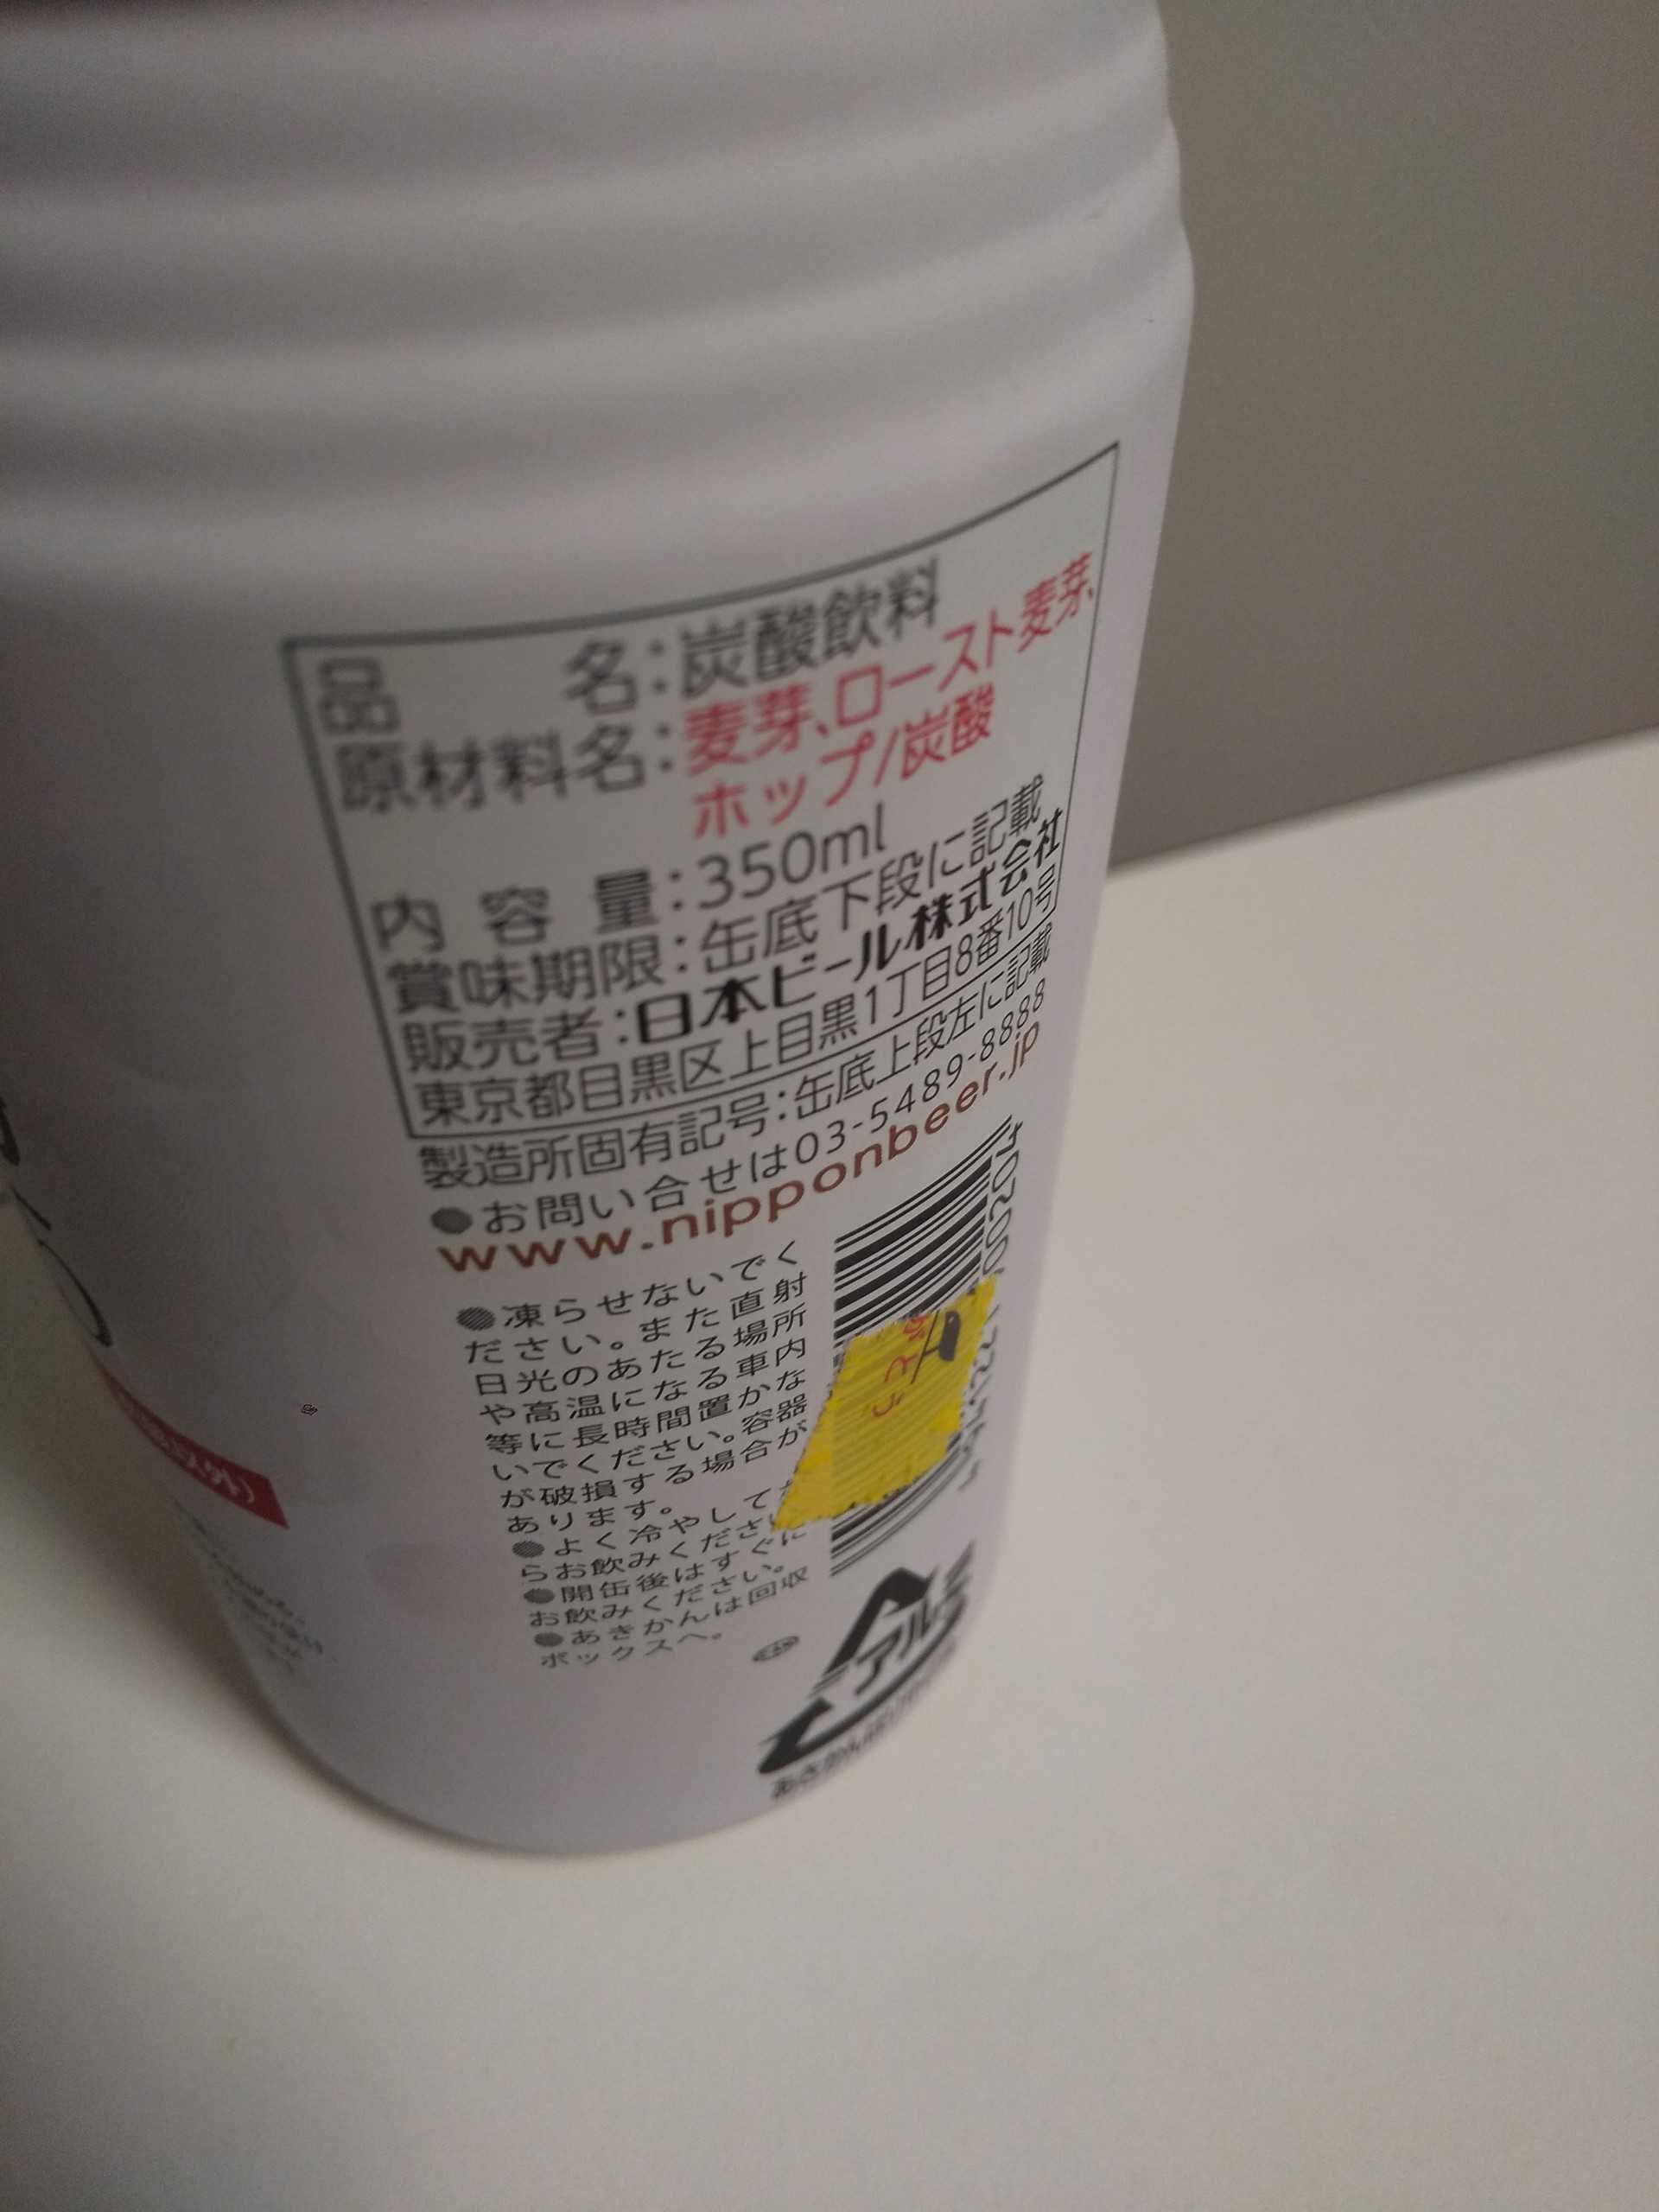 品 名:炭酸飲料
原材料名:麦芽、ロースト麦芽、
ホップ/炭酸
内容量:350ml
賞味期限:缶底下段に記載
販売者:日本ビール株式会社
東京都目黒区上目黒1丁目8番10号
製造所固有記号:缶底上段左に記載
●お問い合せは03-5489-8888
www.nipponbeer.jp
●凍らせないでく
ださい。また直射
日光のあたる場所
や高温になる車内
等に長時間置かな
いでください。容器
が破損する場合が
あります。
●よく冷やしてか
らお飲みください。
●開缶後はすぐに
お飲みください。
●あきかんは回収
ボックスへ。
アルミ